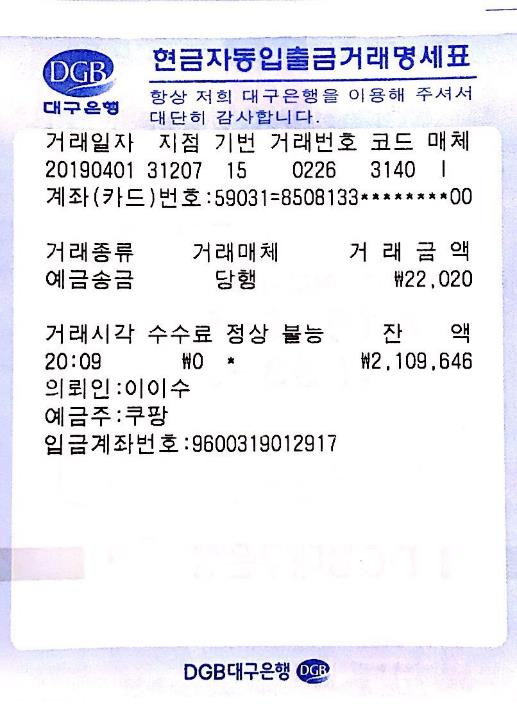 DGB
대구은행
현금자동입출금거래명세표
항상 저희 대구은행을 이용해 주셔서
대단히 감사합니다.
거래일자 지점 기번 거래번호 코드 매체
20190401 31207 15 0226 3140 I
계좌(카드)번호:59031=8508133********00
거래종류 거래매체 거 래 금 액
예금송금 당행 ₩22,020
거래시각 수수료 정상 불능 잔 액
20:09 ₩0 * ₩2,109,646
의뢰인:이이수
예금주:쿠팡
입금계좌번호:9600319012917
DGB대구은행 DGB